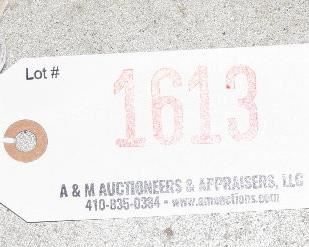 Lot #
1613
A & M AUCTIONEERS & APPRAISERS, LLC
410-835-0384 • www.amauctions.com